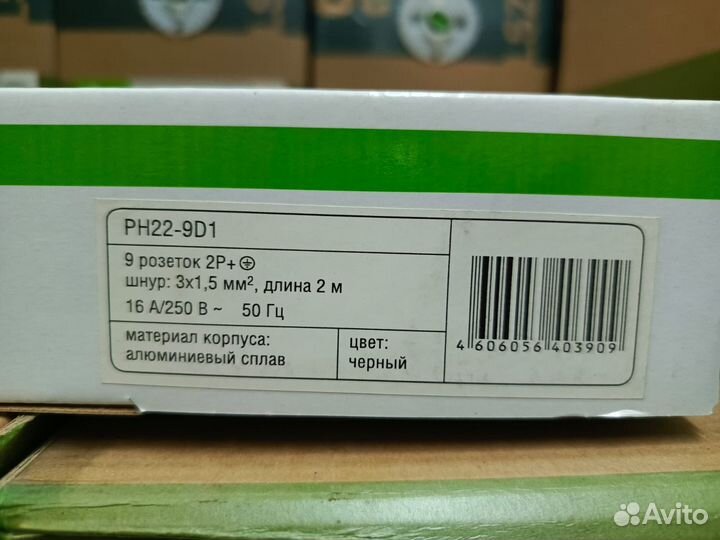 PH22-9D1
9 розеток 2P+
шнур: 3x1,5 мм², длина 2 м
16 А/250 В ~ 50 Гц
материал корпуса:
алюминиевый сплав
цвет:
черный
4 606056 403909
Avito